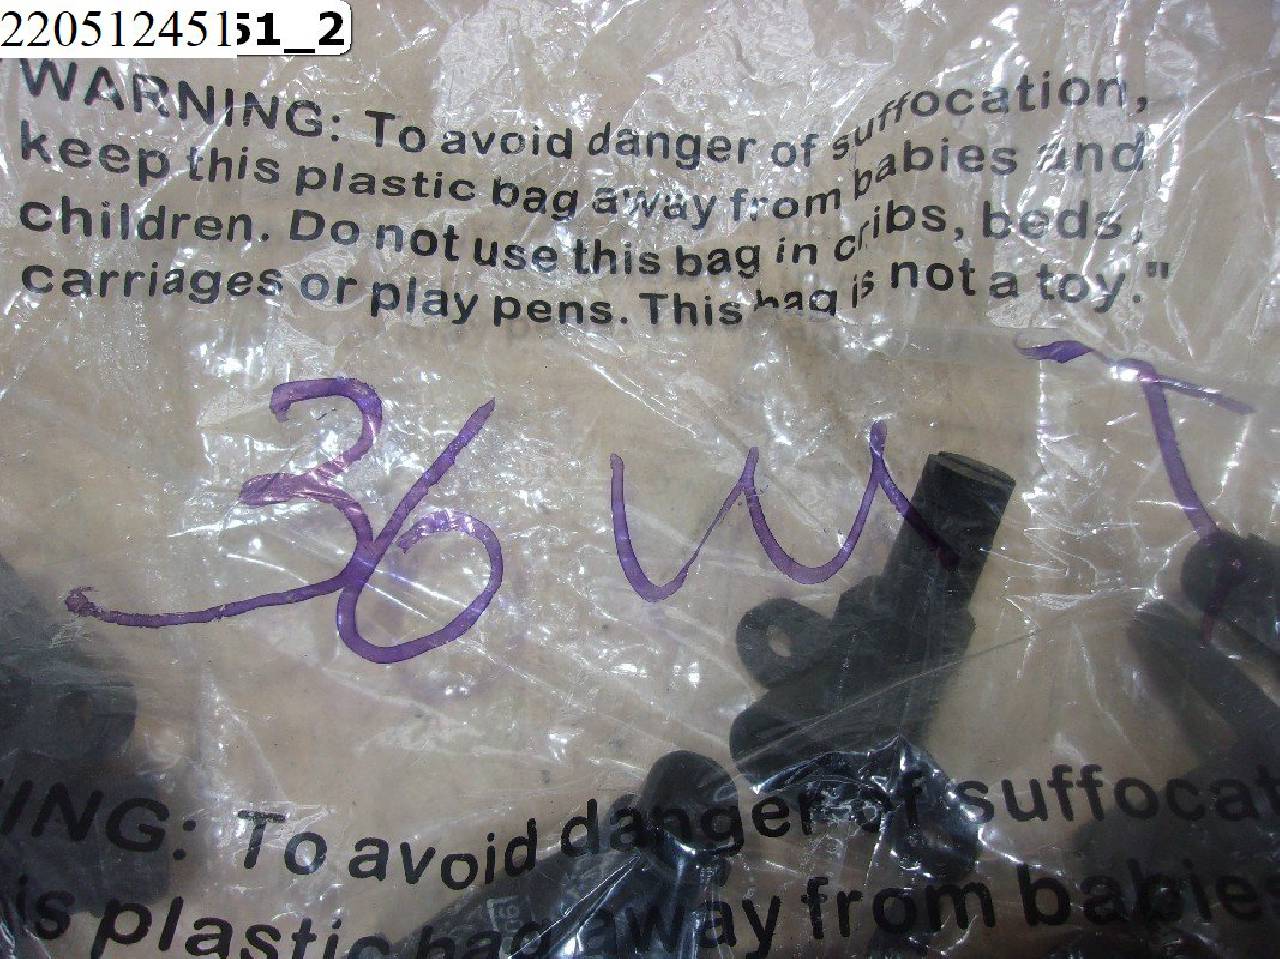 22051245151_2
WARNING: To avoid danger of suffocation,
keep this plastic bag away from babies and
children. Do not use this bag in cribs, beds,
carriages or play pens. This bag is not a toy."
36 W T
ING: To avoid danger of suffocat
is plastic bag away from babies